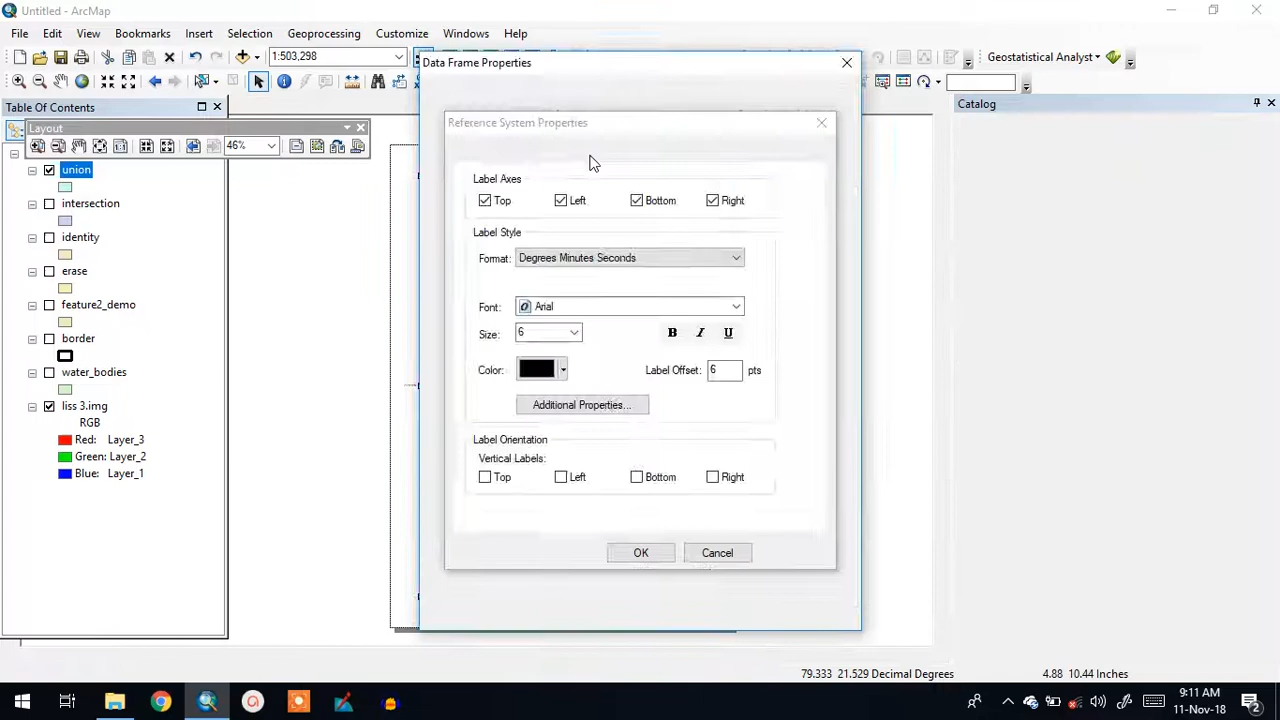 Untitled - ArcMap
File Edit View Bookmarks Insert Selection Geoprocessing Customize Windows Help
1:503,298
Geostatistical Analyst
Data Frame Properties
Table Of Contents
Catalog
Layout
46%
Reference System Properties
union
intersection
identity
erase
feature2_demo
border
water_bodies
liss 3.img
RGB
Red: Layer_3
Green: Layer_2
Blue: Layer_1
Label Axes
Top Left Bottom Right
Label Style
Format: Degrees Minutes Seconds
Font: Arial
Size: 6 B I U
Color: Label Offset: 6 pts
Additional Properties...
Label Orientation
Vertical Labels:
Top Left Bottom Right
OK Cancel
79.333 21.529 Decimal Degrees 4.88 10.44 Inches
9:11 AM
11-Nov-18
2